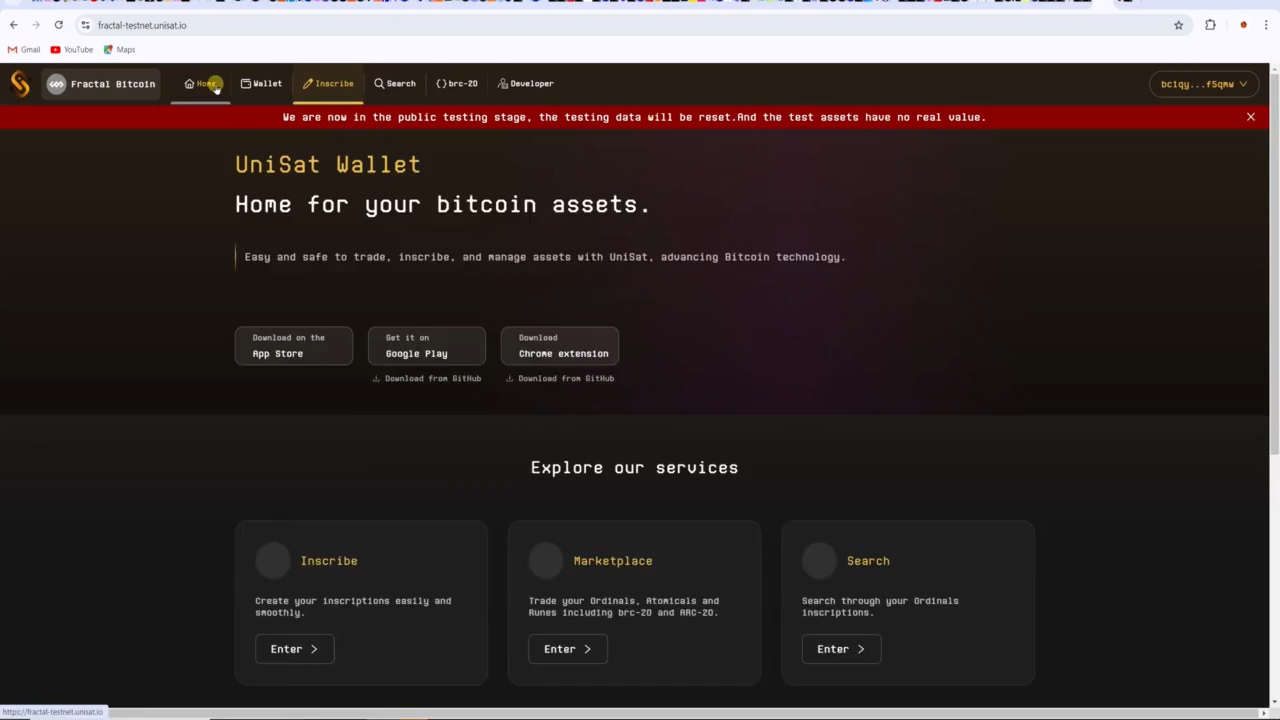 fractal-testnet.unisat.io
Gmail YouTube Maps
Fractal Bitcoin Home Wallet Inscribe Search brc-20 Developer bc1qy...f5qmw
We are now in the public testing stage, the testing data will be reset.And the test assets have no real value.
UniSat Wallet
Home for your bitcoin assets.
Easy and safe to trade, inscribe, and manage assets with UniSat, advancing Bitcoin technology.
Download on the
App Store
Get it on
Google Play
Download
Chrome extension
Download from GitHub
Download from GitHub
Explore our services
Inscribe
Create your inscriptions easily and
smoothly.
Enter
Marketplace
Trade your Ordinals, Atomicals and
Runes including brc-20 and ARC-20.
Enter
Search
Search through your Ordinals
inscriptions.
Enter
https://fractal-testnet.unisat.io